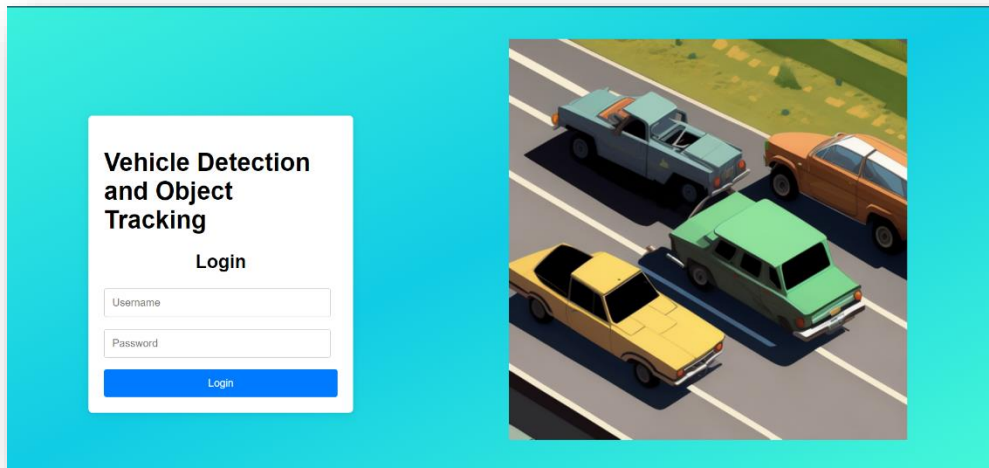 Vehicle Detection
and Object
Tracking
Login
Username
Password
Login